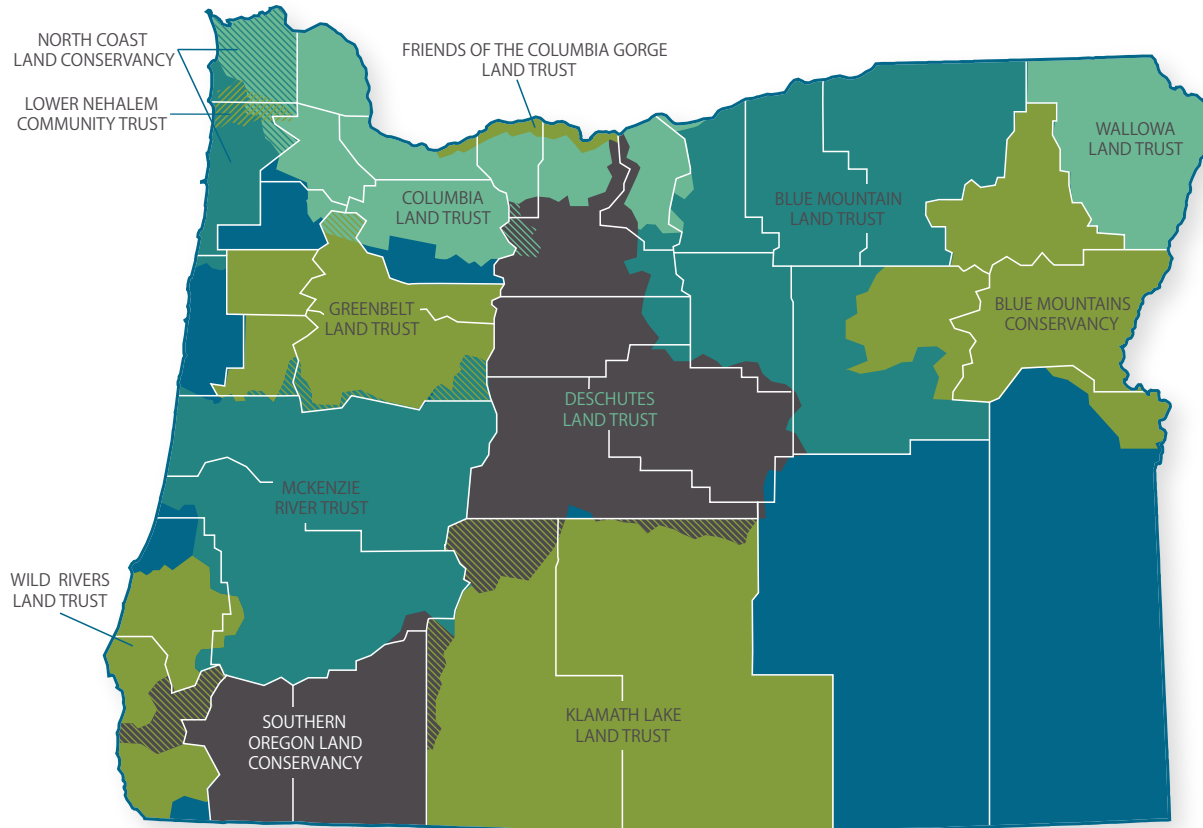 NORTH COAST
LAND CONSERVANCY
FRIENDS OF THE COLUMBIA GORGE
LAND TRUST
LOWER NEHALEM
COMMUNITY TRUST
WALLOWA
LAND TRUST
COLUMBIA
LAND TRUST
BLUE MOUNTAIN
LAND TRUST
GREENBELT
LAND TRUST
BLUE MOUNTAINS
CONSERVANCY
DESCHUTES
LAND TRUST
MCKENZIE
RIVER TRUST
WILD RIVERS
LAND TRUST
KLAMATH LAKE
LAND TRUST
SOUTHERN
OREGON LAND
CONSERVANCY